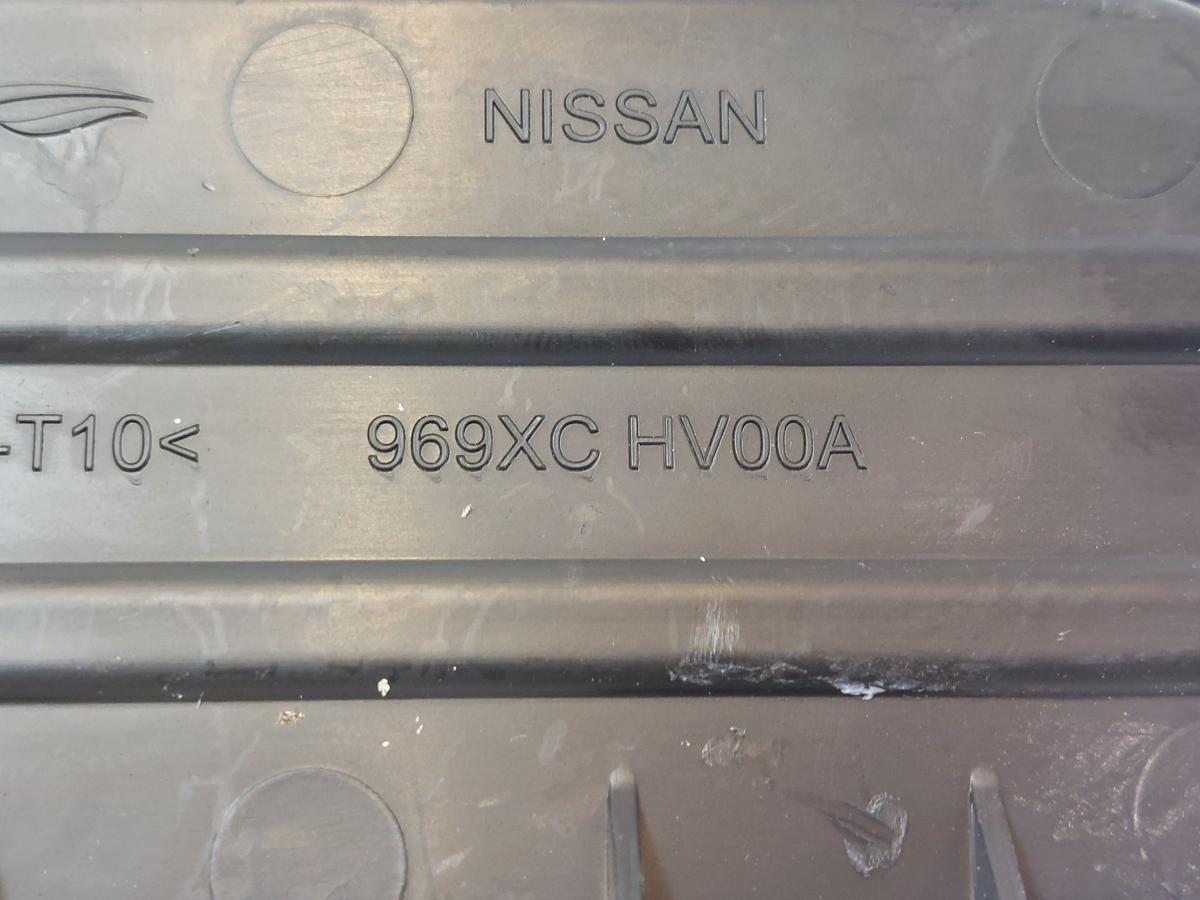 NISSAN
-T10<
969XC HV00A